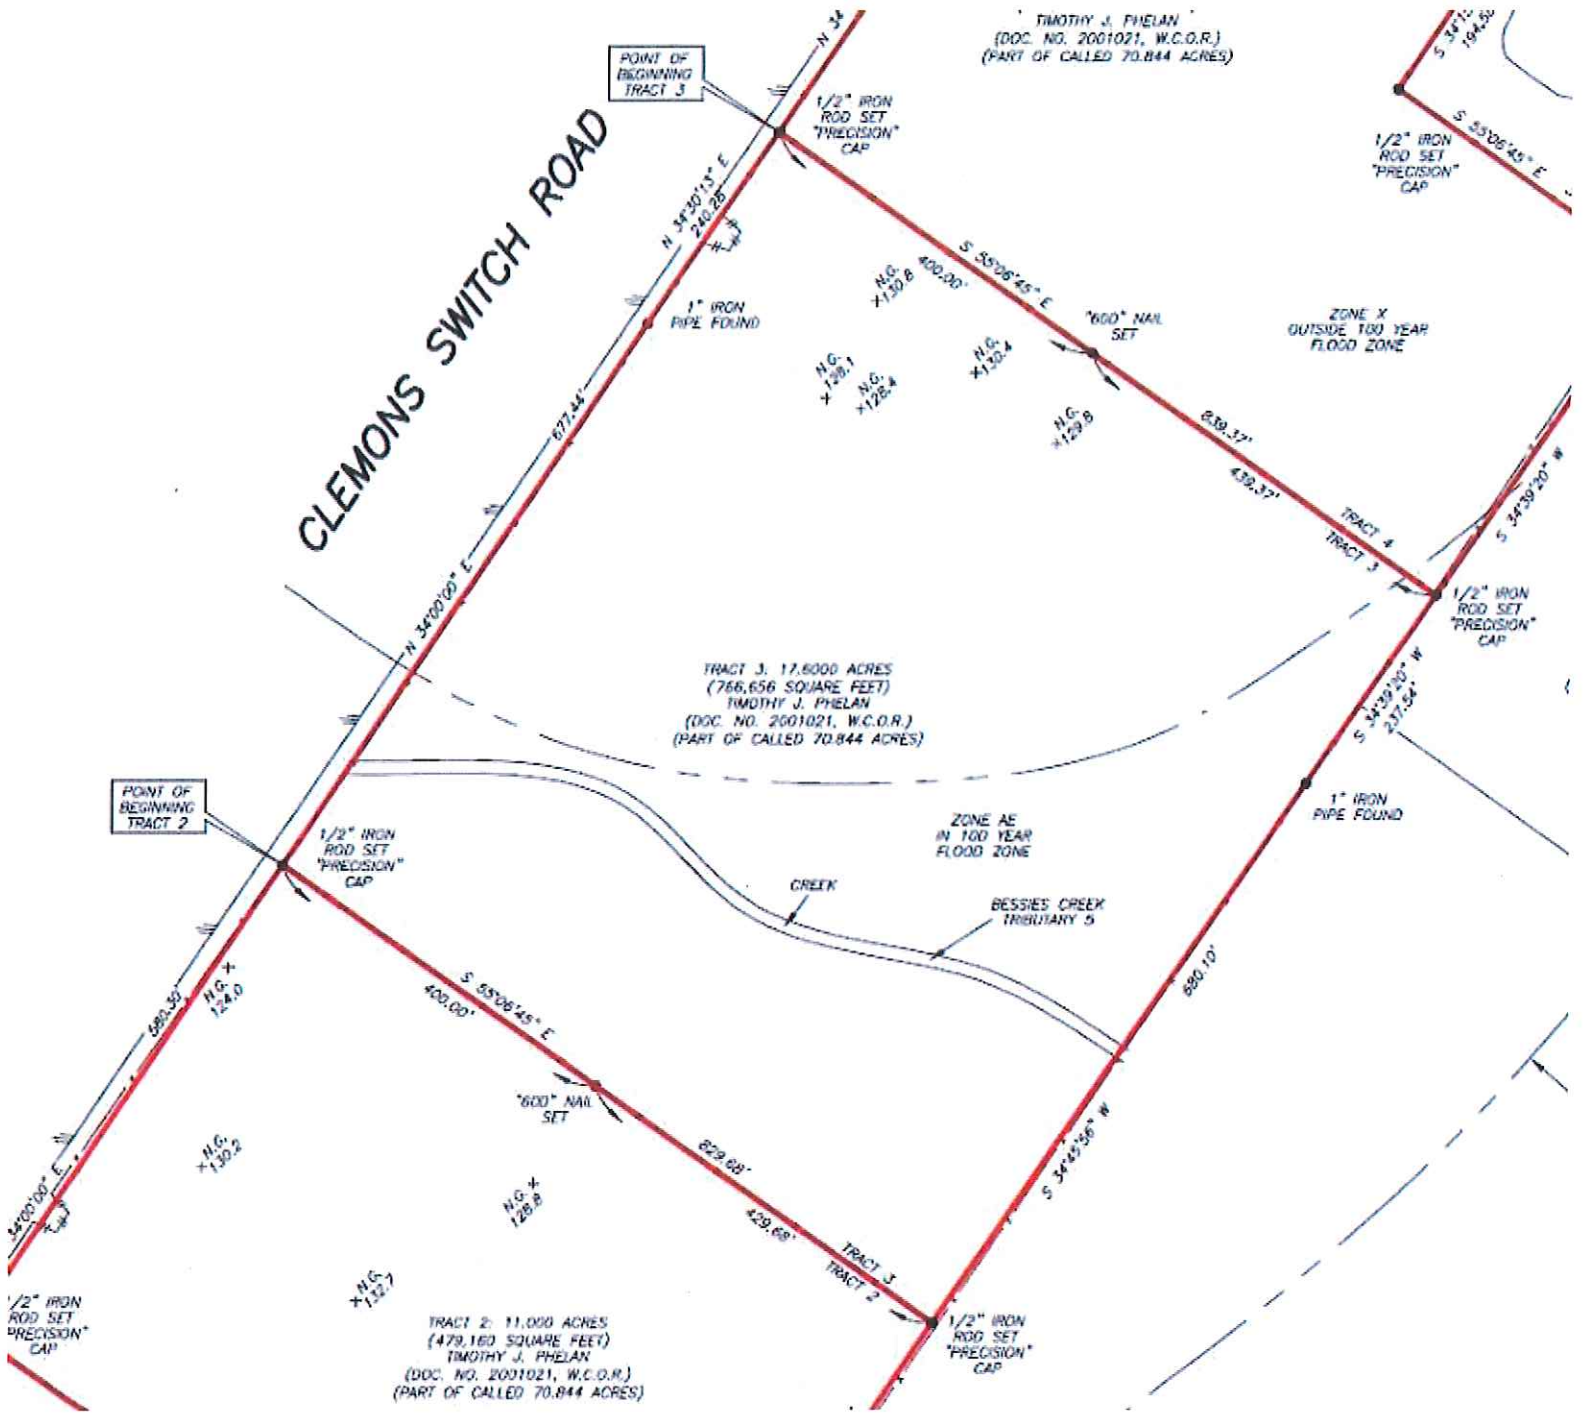 TIMOTHY J. PHELAN
(DOC. NO. 2001021, W.C.O.R.)
(PART OF CALLED 70.844 ACRES)
N 34
S 34°15'
194.50
POINT OF
BEGINNING
TRACT 3
1/2" IRON
ROD SET
"PRECISION"
CAP
S 55°06'45" E
1/2" IRON
ROD SET
"PRECISION"
CAP
CLEMONS SWITCH ROAD
N 34°30'13" E
240.28'
1" IRON
PIPE FOUND
S 55°06'45" E
400.00'
N.G.
×130.8
"60D" NAIL
SET
N.G.
×130.4
N.G.
×128.1
N.G.
×128.4
N.G.
×129.8
ZONE X
OUTSIDE 100 YEAR
FLOOD ZONE
677.44'
839.37'
439.37'
TRACT 4
TRACT 3
S 34°39'20" W
N 34°00'00" E
1/2" IRON
ROD SET
"PRECISION"
CAP
TRACT 3: 17.6000 ACRES
(766,656 SQUARE FEET)
TIMOTHY J. PHELAN
(DOC. NO. 2001021, W.C.O.R.)
(PART OF CALLED 70.844 ACRES)
S 34°39'20" W
237.54'
1" IRON
PIPE FOUND
POINT OF
BEGINNING
TRACT 2
1/2" IRON
ROD SET
"PRECISION"
CAP
ZONE AE
IN 100 YEAR
FLOOD ZONE
CREEK
BESSIES CREEK
TRIBUTARY 5
680.10'
N.G. +
124.0
580.30'
S 55°06'45" E
400.00'
"60D" NAIL
SET
S 34°45'56" W
N.G.
×130.2
34°00'00" E
829.68'
429.68'
N.G. +
128.8
TRACT 3
TRACT 2
N.G.
×132.7
1/2" IRON
ROD SET
PRECISION"
CAP
TRACT 2: 11.000 ACRES
(479,160 SQUARE FEET)
TIMOTHY J. PHELAN
(DOC. NO. 2001021, W.C.O.R.)
(PART OF CALLED 70.844 ACRES)
1/2" IRON
ROD SET
"PRECISION"
CAP